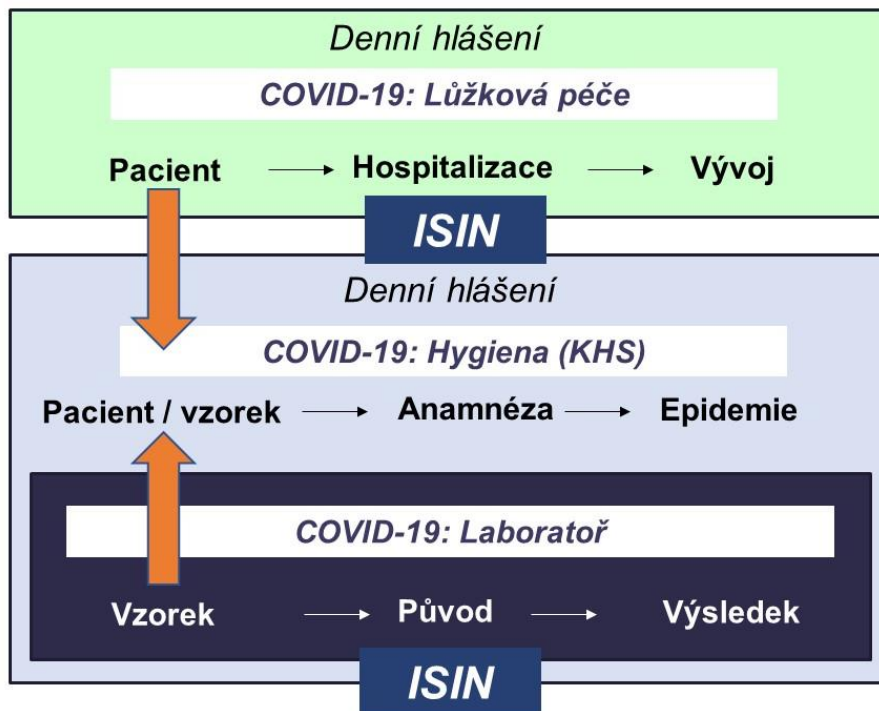 Denní hlášení
COVID-19: Lůžková péče
Pacient Hospitalizace Vývoj
ISIN
Denní hlášení
COVID-19: Hygiena (KHS)
Pacient / vzorek Anamnéza Epidemie
COVID-19: Laboratoř
Vzorek Původ Výsledek
ISIN